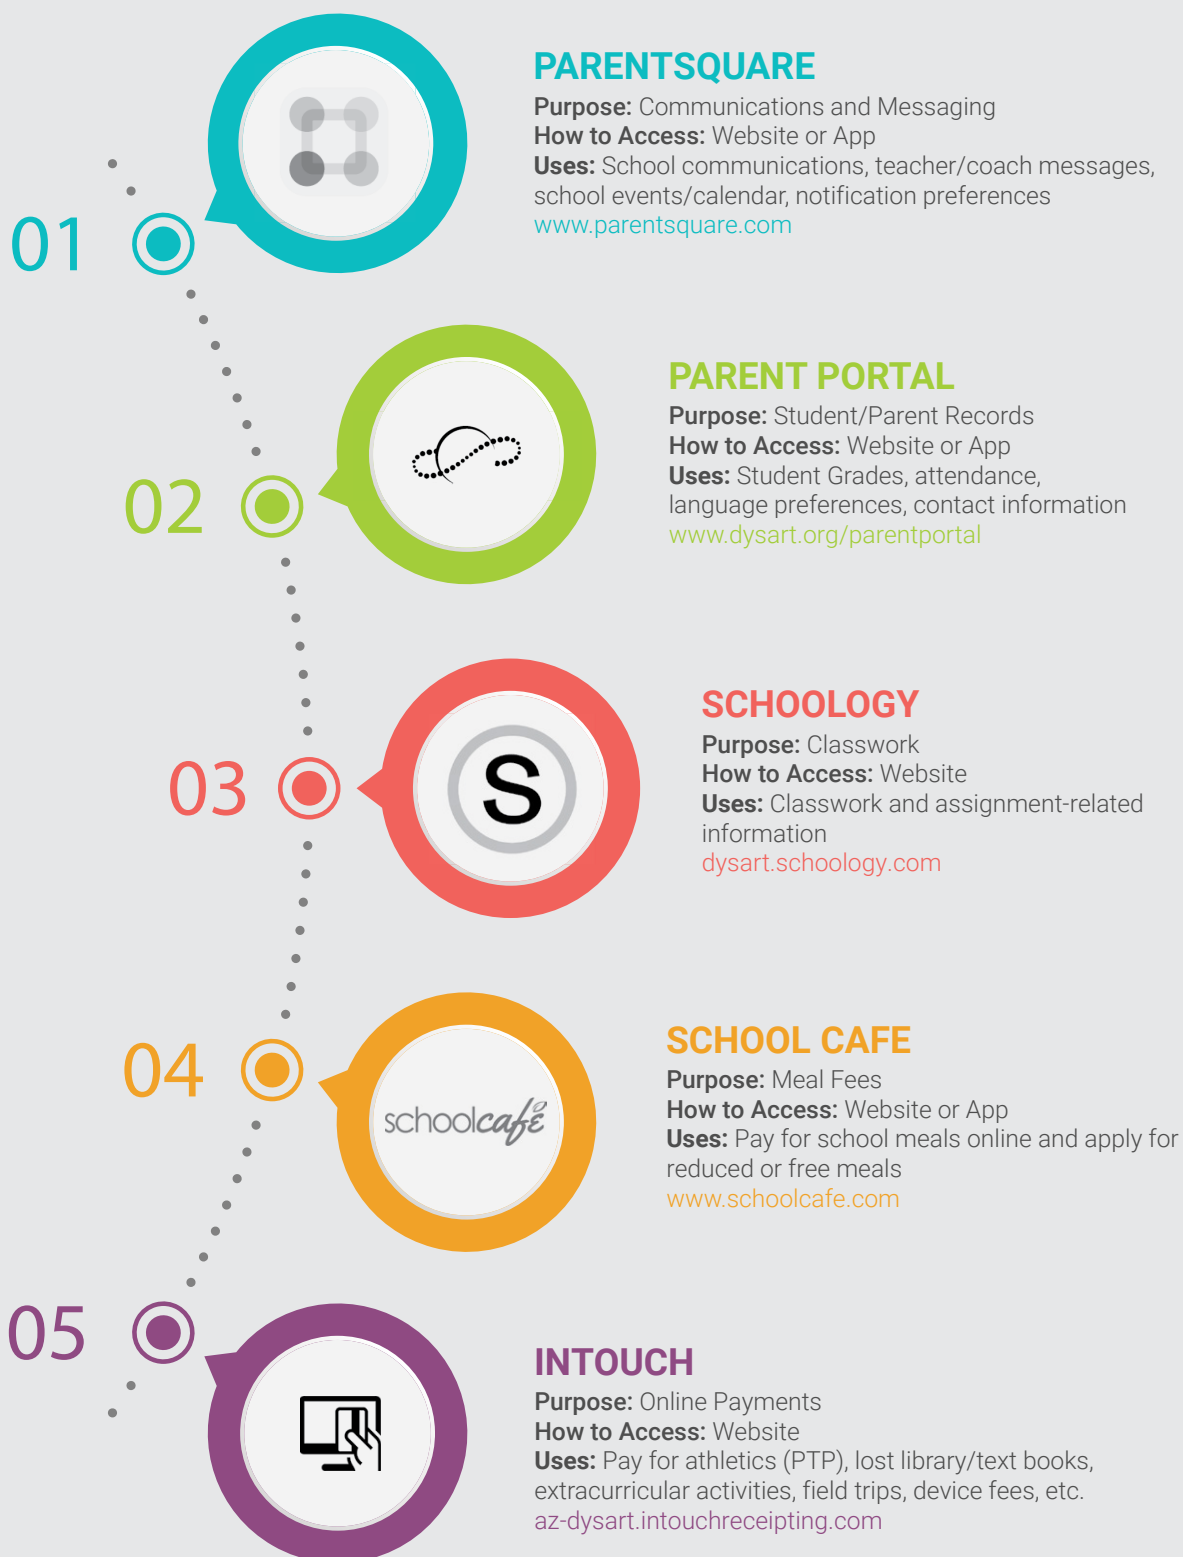 01
PARENTSQUARE
Purpose: Communications and Messaging
How to Access: Website or App
Uses: School communications, teacher/coach messages,
school events/calendar, notification preferences
www.parentsquare.com
02
PARENT PORTAL
Purpose: Student/Parent Records
How to Access: Website or App
Uses: Student Grades, attendance,
language preferences, contact information
www.dysart.org/parentportal
03
S
SCHOOLOGY
Purpose: Classwork
How to Access: Website
Uses: Classwork and assignment-related
information
dysart.schoology.com
04
schoolcafé
SCHOOL CAFE
Purpose: Meal Fees
How to Access: Website or App
Uses: Pay for school meals online and apply for
reduced or free meals
www.schoolcafe.com
05
INTOUCH
Purpose: Online Payments
How to Access: Website
Uses: Pay for athletics (PTP), lost library/text books,
extracurricular activities, field trips, device fees, etc.
az-dysart.intouchreceipting.com